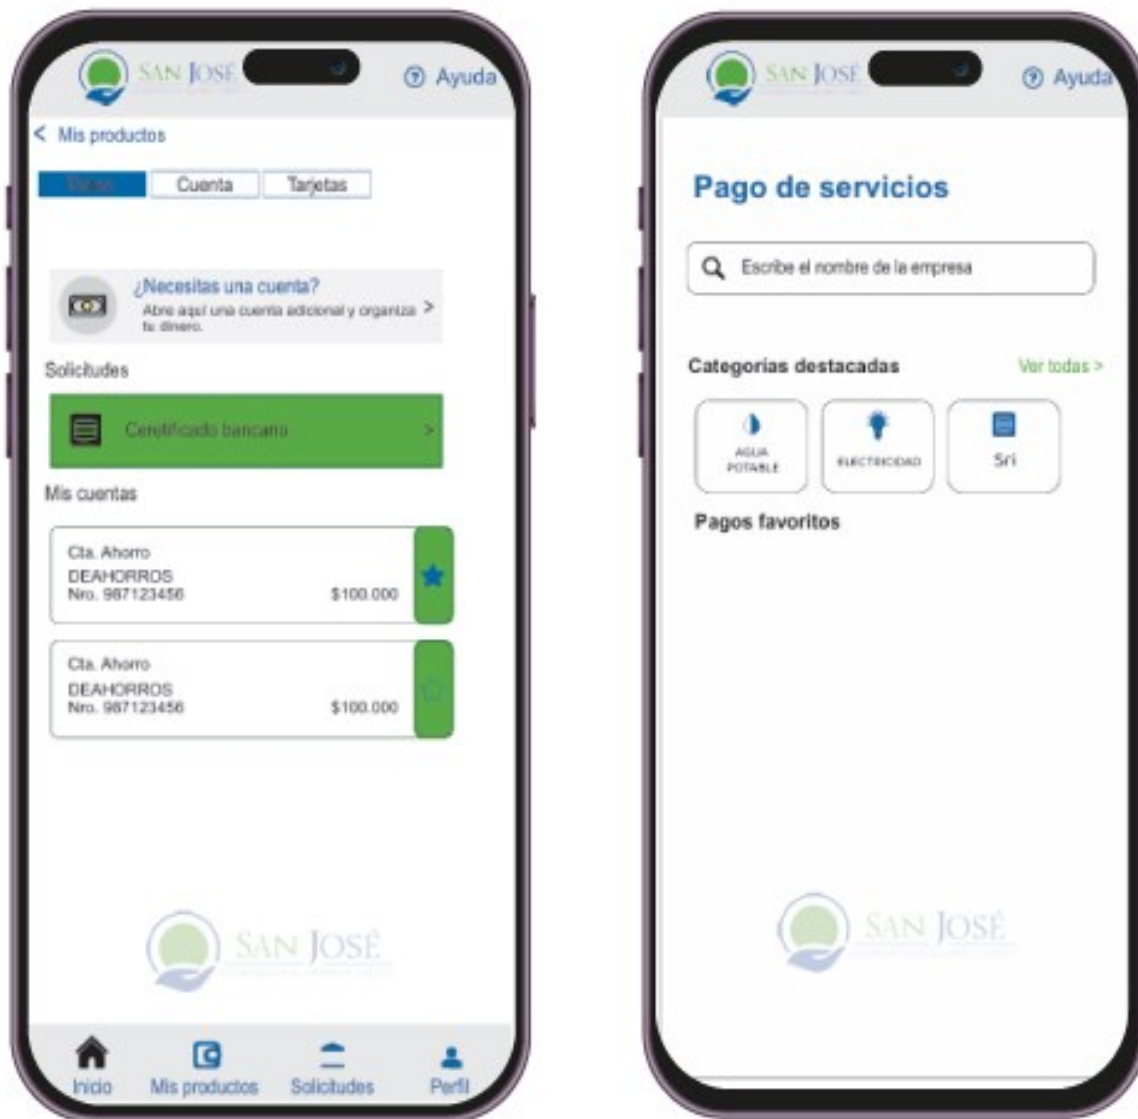 SAN JOSÉ
Ayuda
< Mis productos
Cuenta
Tarjetas
¿Necesitas una cuenta?
Abre aquí una cuenta adicional y organiza >
tu dinero.
Solicitudes
Ceretificado bancario >
Mis cuentas
Cta. Ahorro
DEAHORROS
Nro. 987123456 $100.000
Cta. Ahorro
DEAHORROS
Nro. 987123456 $100.000
SAN JOSÉ
Inicio
Mis productos
Solicitudes
Perfil
SAN JOSÉ
Ayuda
Pago de servicios
Escribe el nombre de la empresa
Categorías destacadas
Ver todas >
AGUA
POTABLE
ELECTRICIDAD
Sri
Pagos favoritos
SAN JOSÉ